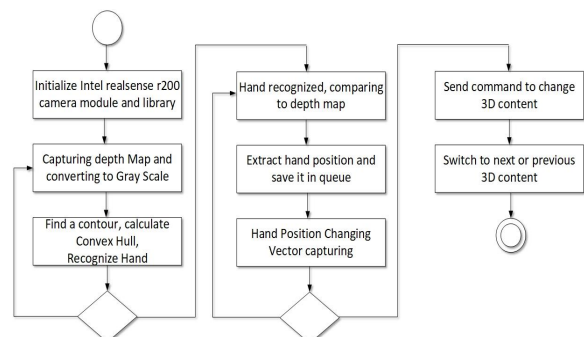 Initialize Intel realsense r200
camera module and library
Capturing depth Map and
converting to Gray Scale
Find a contour, calculate
Convex Hull,
Recognize Hand
Hand recognized, comparing
to depth map
Extract hand position and
save it in queue
Hand Position Changing
Vector capturing
Send command to change
3D content
Switch to next or previous
3D content